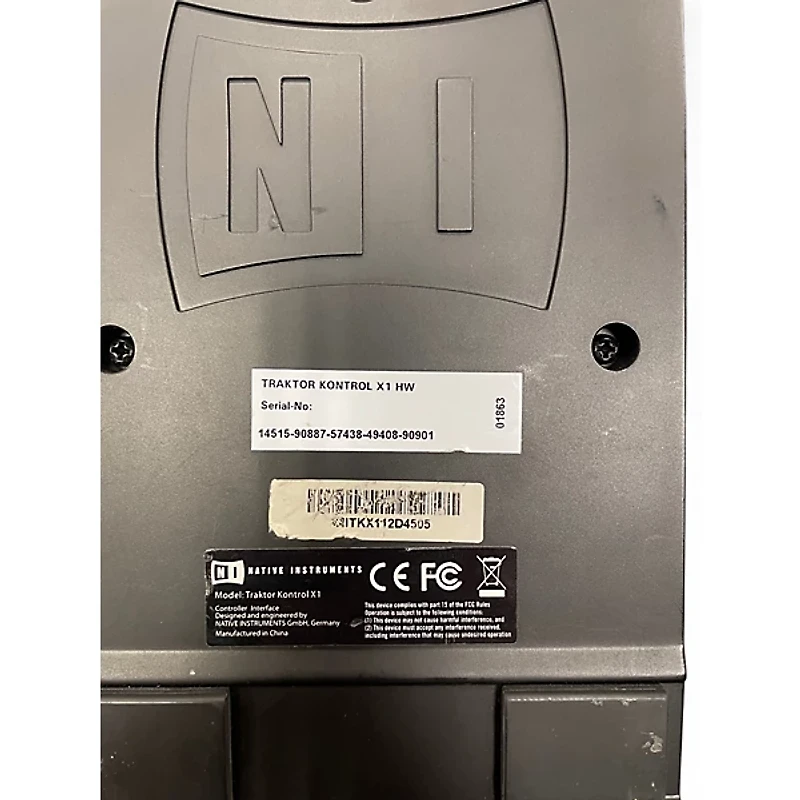 NI
TRAKTOR KONTROL X1 HW
Serial-No:
14515-90887-57438-49408-90901
01863
NI NATIVE INSTRUMENTS
CE FC
Model: Traktor Kontrol X1
Controller Interface
Designed and engineered by
NATIVE INSTRUMENTS GmbH, Germany
Manufactured in China
This device complies with part 15 of the FCC Rules
Operation is subject to the following conditions:
(1) This device may not cause harmful interference, and
(2) This device must accept any interference received,
including interference that may cause undesired operation